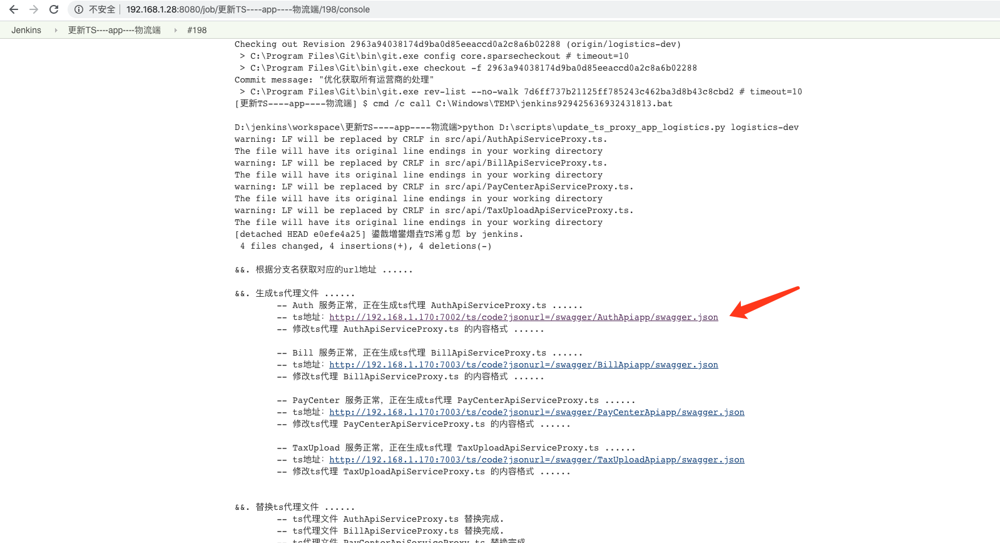 不安全 | 192.168.1.28:8080/job/更新TS----app----物流端/198/console
Jenkins 更新TS----app----物流端 #198
Checking out Revision 2963a94038174d9ba0d85eeaccd0a2c8a6b02288 (origin/logistics-dev)
> C:\Program Files\Git\bin\git.exe config core.sparsecheckout # timeout=10
> C:\Program Files\Git\bin\git.exe checkout -f 2963a94038174d9ba0d85eeaccd0a2c8a6b02288
Commit message: "优化获取所有运营商的处理"
> C:\Program Files\Git\bin\git.exe rev-list --no-walk 7d6ff737b21125ff785243c462ba3d8b43c8cbd2 # timeout=10
[更新TS----app----物流端] $ cmd /c call C:\Windows\TEMP\jenkins929425636932431813.bat
D:\jenkins\workspace\更新TS----app----物流端>python D:\scripts\update_ts_proxy_app_logistics.py logistics-dev
warning: LF will be replaced by CRLF in src/api/AuthApiServiceProxy.ts.
The file will have its original line endings in your working directory
warning: LF will be replaced by CRLF in src/api/BillApiServiceProxy.ts.
The file will have its original line endings in your working directory
warning: LF will be replaced by CRLF in src/api/PayCenterApiServiceProxy.ts.
The file will have its original line endings in your working directory
warning: LF will be replaced by CRLF in src/api/TaxUploadApiServiceProxy.ts.
The file will have its original line endings in your working directory
[detached HEAD e0efe4a25] TS by jenkins.
4 files changed, 4 insertions(+), 4 deletions(-)
&&. 根据分支名获取对应的url地址 ......
&&. 生成ts代理文件 ......
-- Auth 服务正常，正在生成ts代理 AuthApiServiceProxy.ts ......
-- ts地址：http://192.168.1.170:7002/ts/code?jsonurl=/swagger/AuthApiapp/swagger.json
-- 修改ts代理 AuthApiServiceProxy.ts 的内容格式 ......
-- Bill 服务正常，正在生成ts代理 BillApiServiceProxy.ts ......
-- ts地址：http://192.168.1.170:7003/ts/code?jsonurl=/swagger/BillApiapp/swagger.json
-- 修改ts代理 BillApiServiceProxy.ts 的内容格式 ......
-- PayCenter 服务正常，正在生成ts代理 PayCenterApiServiceProxy.ts ......
-- ts地址：http://192.168.1.170:7003/ts/code?jsonurl=/swagger/PayCenterApiapp/swagger.json
-- 修改ts代理 PayCenterApiServiceProxy.ts 的内容格式 ......
-- TaxUpload 服务正常，正在生成ts代理 TaxUploadApiServiceProxy.ts ......
-- ts地址：http://192.168.1.170:7003/ts/code?jsonurl=/swagger/TaxUploadApiapp/swagger.json
-- 修改ts代理 TaxUploadApiServiceProxy.ts 的内容格式 ......
&&. 替换ts代理文件 ......
-- ts代理文件 AuthApiServiceProxy.ts 替换完成.
-- ts代理文件 BillApiServiceProxy.ts 替换完成.
-- ts代理文件 PayCenterApiServiceProxy.ts 替换完成